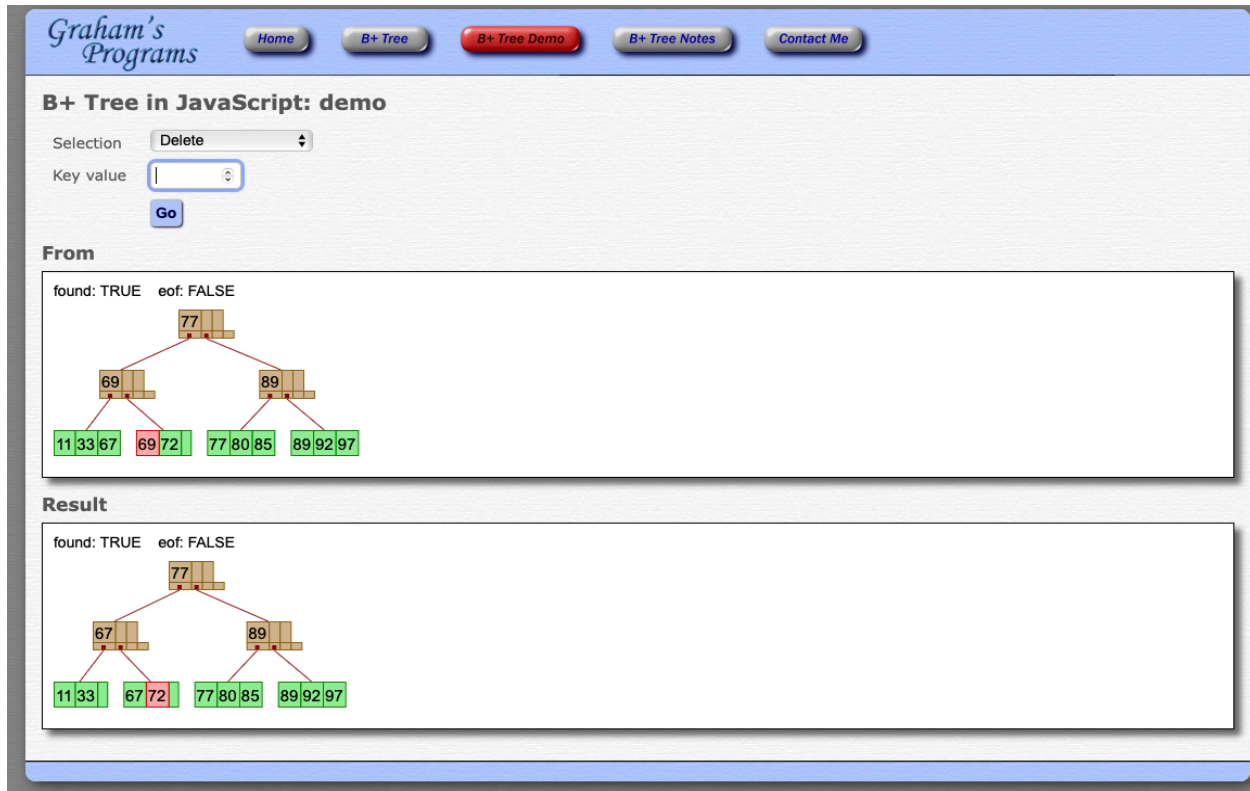 Graham's
Programs
Home B+ Tree B+ Tree Demo B+ Tree Notes Contact Me
B+ Tree in JavaScript: demo
Selection Delete
Key value
Go
From
found: TRUE eof: FALSE
77
69 89
11 33 67 69 72 77 80 85 89 92 97
Result
found: TRUE eof: FALSE
77
67 89
11 33 67 72 77 80 85 89 92 97